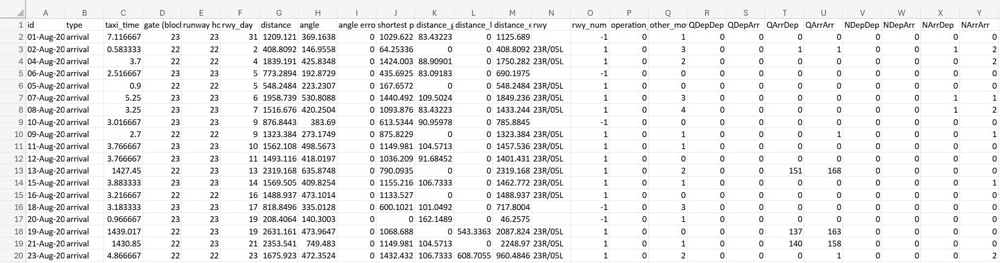 A B C D E F G H I J K L M N O P Q R S T U V W X Y
1 id type taxi_time gate (bloc runway ho rwy_day distance angle angle erro shortest p distance_g distance_l distance_e rwy rwy_num operation_ other_mo QDepDep QDepArr QArrDep QArrArr NDepDep NDepArr NArrDep NArrArr
2 01-Aug-20 arrival 7.116667 23 23 31 1209.121 369.1638 0 1029.622 83.43223 0 1125.689 -1 0 1 0 0 0 0 0 0 0 0
3 02-Aug-20 arrival 0.583333 22 22 2 408.8092 146.9558 0 64.25336 0 0 408.8092 23R/05L 1 0 3 0 0 1 1 0 0 1 2
4 04-Aug-20 arrival 3.7 22 22 4 1839.191 425.8348 0 1424.003 88.90901 0 1750.282 23R/05L 1 0 2 0 0 0 0 0 0 0 2
5 06-Aug-20 arrival 2.516667 23 23 5 773.2894 192.8729 0 435.6925 83.09183 0 690.1975 -1 0 0 0 0 0 0 0 0 0 0
6 05-Aug-20 arrival 0.9 22 22 5 548.2484 223.2307 0 167.6572 0 0 548.2484 23R/05L 1 0 0 0 0 0 0 0 0 0 0
7 07-Aug-20 arrival 5.25 23 23 6 1958.739 530.8088 0 1440.492 109.5024 0 1849.236 23R/05L 1 0 3 0 0 0 0 0 0 1 1
8 08-Aug-20 arrival 3.25 23 23 7 1516.676 420.2504 0 1093.876 83.43223 0 1433.244 23R/05L 1 0 4 0 0 0 0 0 0 1 2
9 10-Aug-20 arrival 3.016667 23 23 9 876.8443 383.69 0 613.5344 90.95978 0 785.8845 -1 0 0 0 0 0 0 0 0 0 0
10 09-Aug-20 arrival 2.7 22 22 9 1323.384 273.1749 0 875.8229 0 0 1323.384 23R/05L 1 0 1 0 0 0 1 0 0 0 1
11 11-Aug-20 arrival 3.766667 23 23 10 1562.108 498.5673 0 1149.981 104.5713 0 1457.536 23R/05L 1 0 1 0 0 0 0 0 0 0 0
12 12-Aug-20 arrival 3.766667 23 23 11 1493.116 418.0197 0 1036.209 91.68452 0 1401.431 23R/05L 1 0 0 0 0 0 0 0 0 0 0
13 13-Aug-20 arrival 1427.45 22 23 13 2319.168 635.8748 0 790.0935 0 0 2319.168 23R/05L 1 0 2 0 0 151 168 0 0 0 0
14 15-Aug-20 arrival 3.883333 23 23 14 1569.505 409.8254 0 1155.216 106.7333 0 1462.772 23R/05L 1 0 1 0 0 0 0 0 0 0 1
15 16-Aug-20 arrival 3.216667 22 22 16 1488.937 473.1014 0 1133.527 0 0 1488.937 23R/05L 1 0 0 0 0 0 0 0 0 0 0
16 18-Aug-20 arrival 3.183333 23 23 17 818.8496 335.0128 0 600.1021 101.0492 0 717.8004 -1 0 3 0 0 0 0 0 0 0 0
17 20-Aug-20 arrival 0.966667 23 23 19 208.4064 140.3003 0 0 162.1489 0 46.2575 -1 0 1 0 0 0 0 0 0 0 0
18 19-Aug-20 arrival 1439.017 22 23 19 2631.161 473.9647 0 1068.688 0 543.3363 2087.824 23R/05L 1 0 0 0 0 137 163 0 0 0 0
19 21-Aug-20 arrival 1430.85 22 23 21 2353.541 749.483 0 1149.981 104.5713 0 2248.97 23R/05L 1 0 1 0 0 140 158 0 0 0 0
20 23-Aug-20 arrival 4.866667 22 22 23 1675.923 472.3524 0 1432.432 106.7333 608.7055 960.4846 23R/05L 1 0 2 0 0 0 1 0 0 0 2